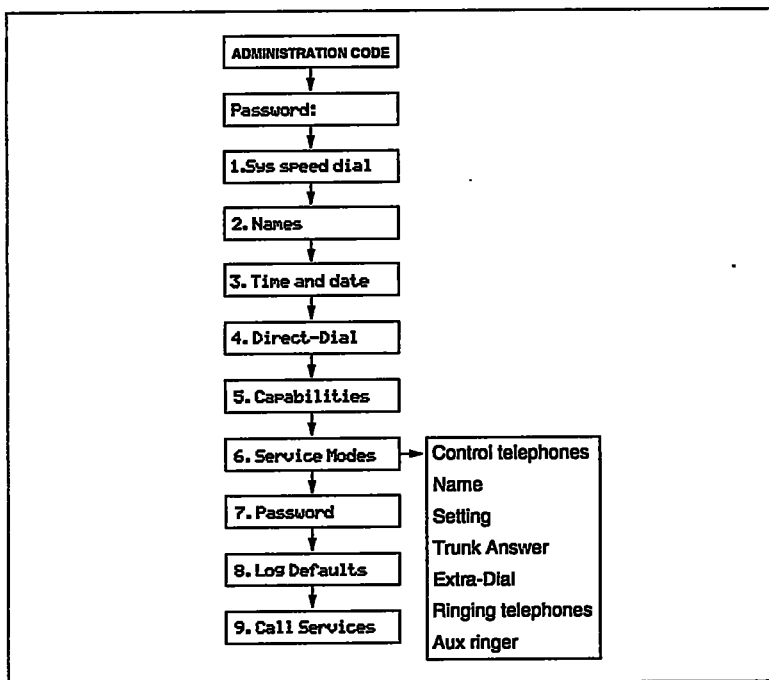 ADMINISTRATION CODE
Password:
1.Sys speed dial
2.Names
3.Time and date
4.Direct-Dial
5.Capabilities
6.Service Modes
Control telephones
Name
Setting
Trunk Answer
Extra-Dial
Ringing telephones
Aux ringer
7.Password
8.Log Defaults
9.Call Services